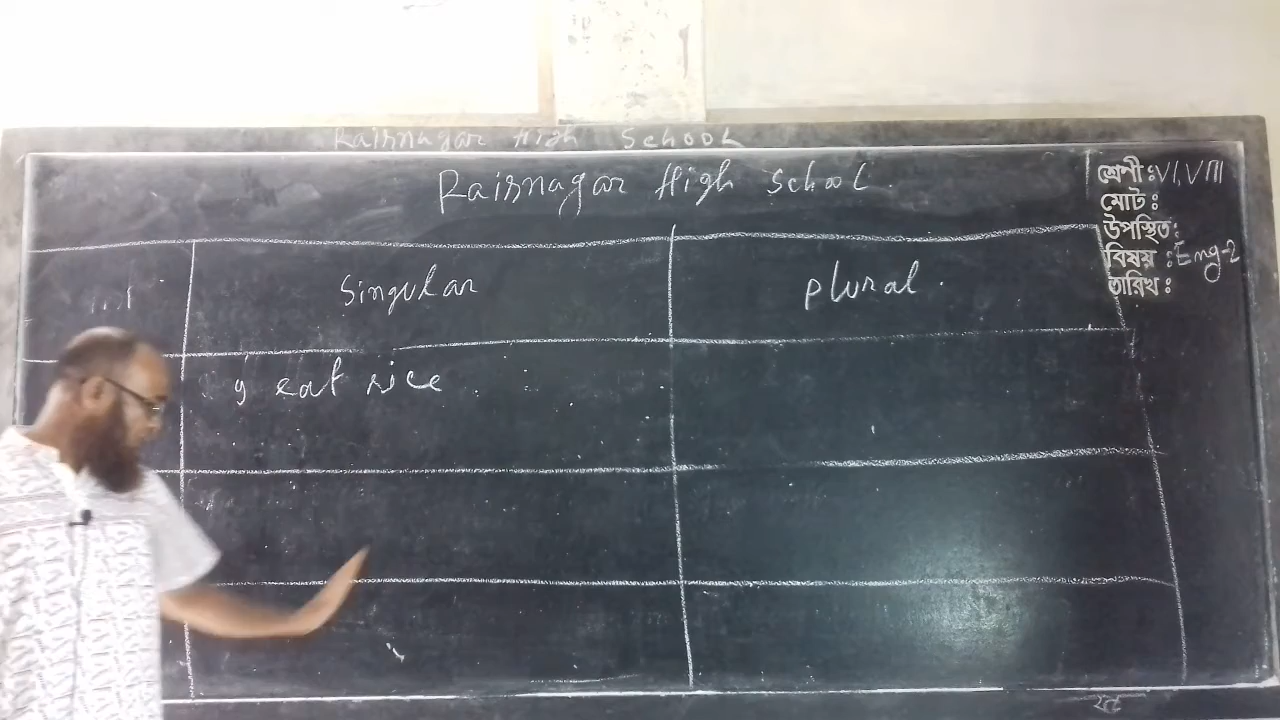 Raisnagar High School
Raisnagar High School.
শ্রেণী : VI, VIII
মোট :
উপস্থিত :
বিষয় : Eng-2
তারিখ :
Singular
plural.
I eat rice.